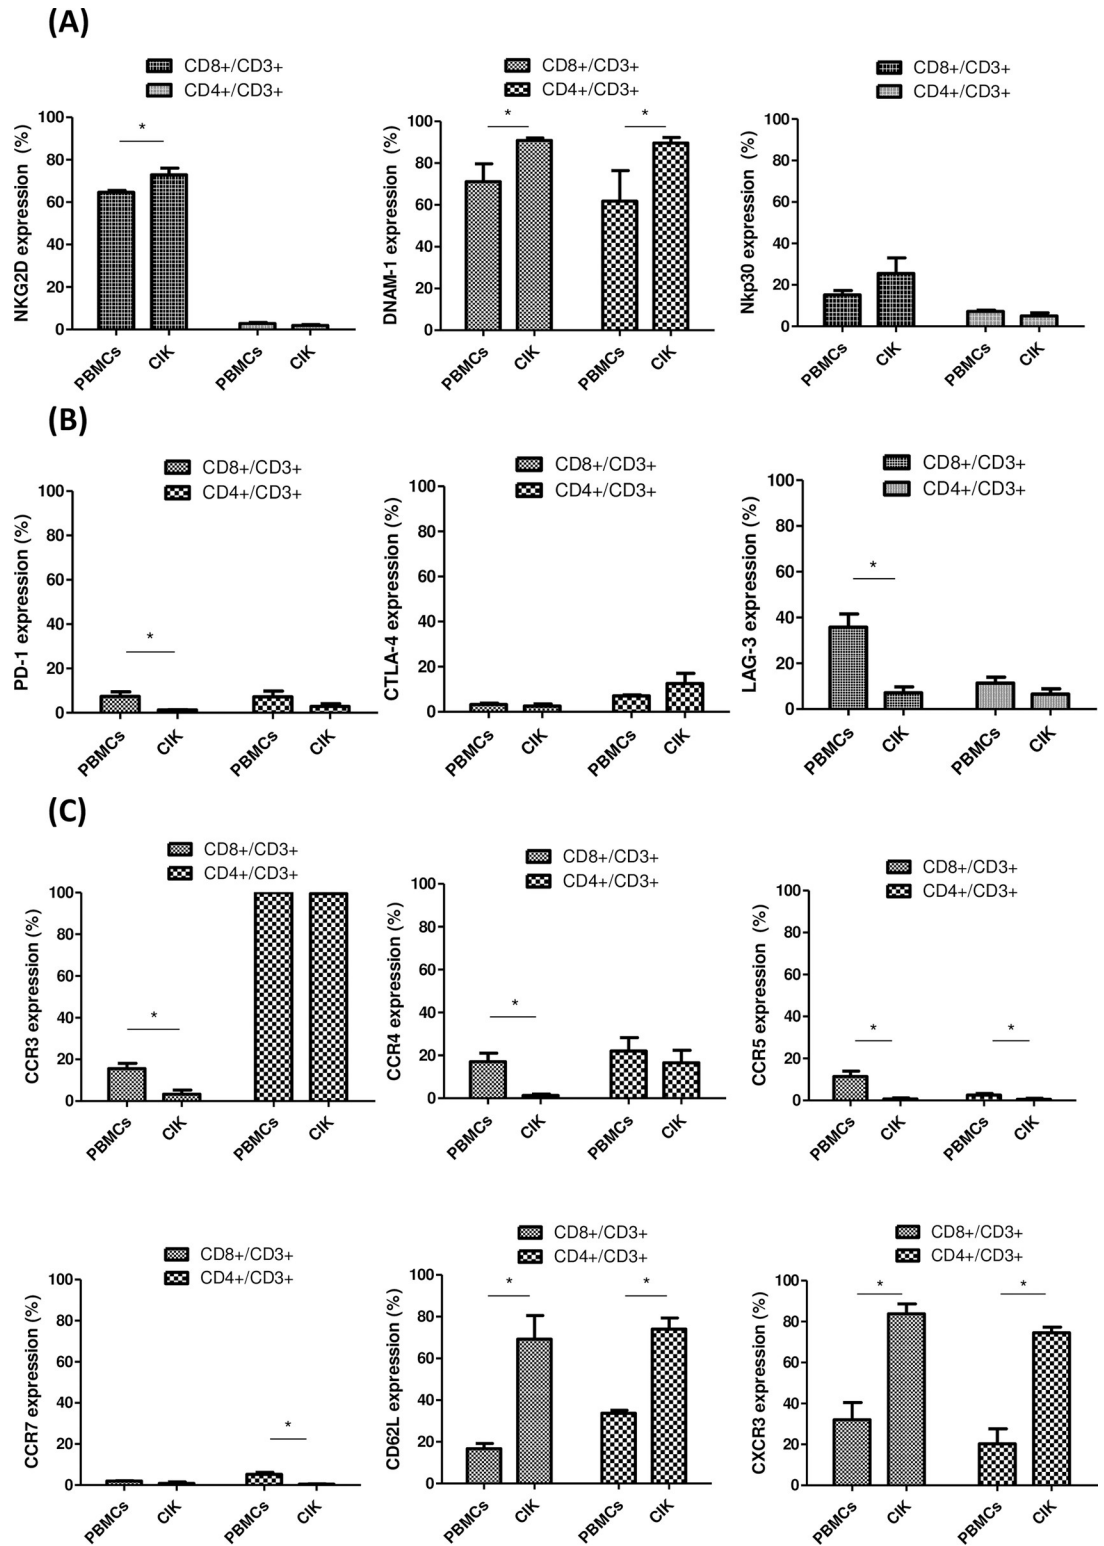 (A)
CD8+/CD3+
CD4+/CD3+
NKG2D expression (%)
100
80
60
40
20
0
*
PBMCs
CIK
PBMCs
CIK
CD8+/CD3+
CD4+/CD3+
DNAM-1 expression (%)
100
80
60
40
20
0
*
*
PBMCs
CIK
PBMCs
CIK
CD8+/CD3+
CD4+/CD3+
Nkp30 expression (%)
100
80
60
40
20
0
PBMCs
CIK
PBMCs
CIK
(B)
CD8+/CD3+
CD4+/CD3+
PD-1 expression (%)
100
80
60
40
20
0
*
PBMCs
CIK
PBMCs
CIK
CD8+/CD3+
CD4+/CD3+
CTLA-4 expression (%)
100
80
60
40
20
0
PBMCs
CIK
PBMCs
CIK
CD8+/CD3+
CD4+/CD3+
LAG-3 expression (%)
100
80
60
40
20
0
*
PBMCs
CIK
PBMCs
CIK
(C)
CD8+/CD3+
CD4+/CD3+
CCR3 expression (%)
100
80
60
40
20
0
*
PBMCs
CIK
PBMCs
CIK
CD8+/CD3+
CD4+/CD3+
CCR4 expression (%)
100
80
60
40
20
0
*
PBMCs
CIK
PBMCs
CIK
CD8+/CD3+
CD4+/CD3+
CCR5 expression (%)
100
80
60
40
20
0
*
*
PBMCs
CIK
PBMCs
CIK
CD8+/CD3+
CD4+/CD3+
CCR7 expression (%)
100
80
60
40
20
0
*
PBMCs
CIK
PBMCs
CIK
CD8+/CD3+
CD4+/CD3+
CD62L expression (%)
100
80
60
40
20
0
*
*
PBMCs
CIK
PBMCs
CIK
CD8+/CD3+
CD4+/CD3+
CXCR3 expression (%)
100
80
60
40
20
0
*
*
PBMCs
CIK
PBMCs
CIK